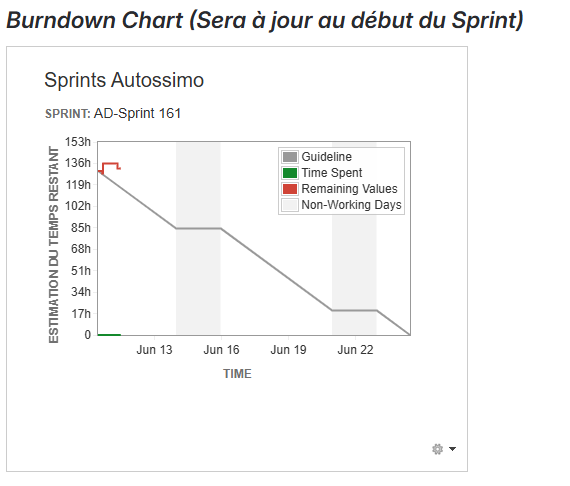 Burndown Chart (Sera à jour au début du Sprint)
Sprints Autossimo
SPRINT: AD-Sprint 161
ESTIMATION DU TEMPS RESTANT
153h
136h
119h
102h
85h
68h
51h
34h
17h
0
Guideline
Time Spent
Remaining Values
Non-Working Days
Jun 13 Jun 16 Jun 19 Jun 22
TIME